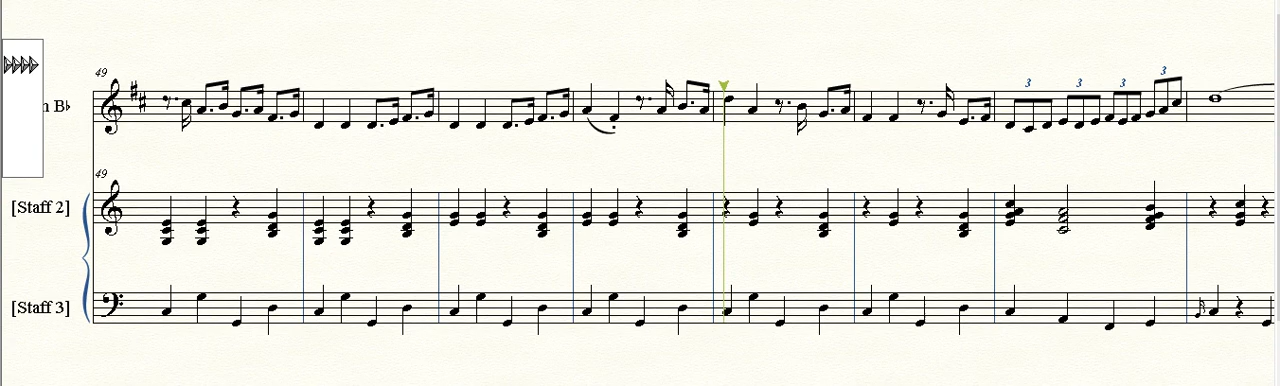 49
n B♭
3 3 3 3
49
[Staff 2]
[Staff 3]